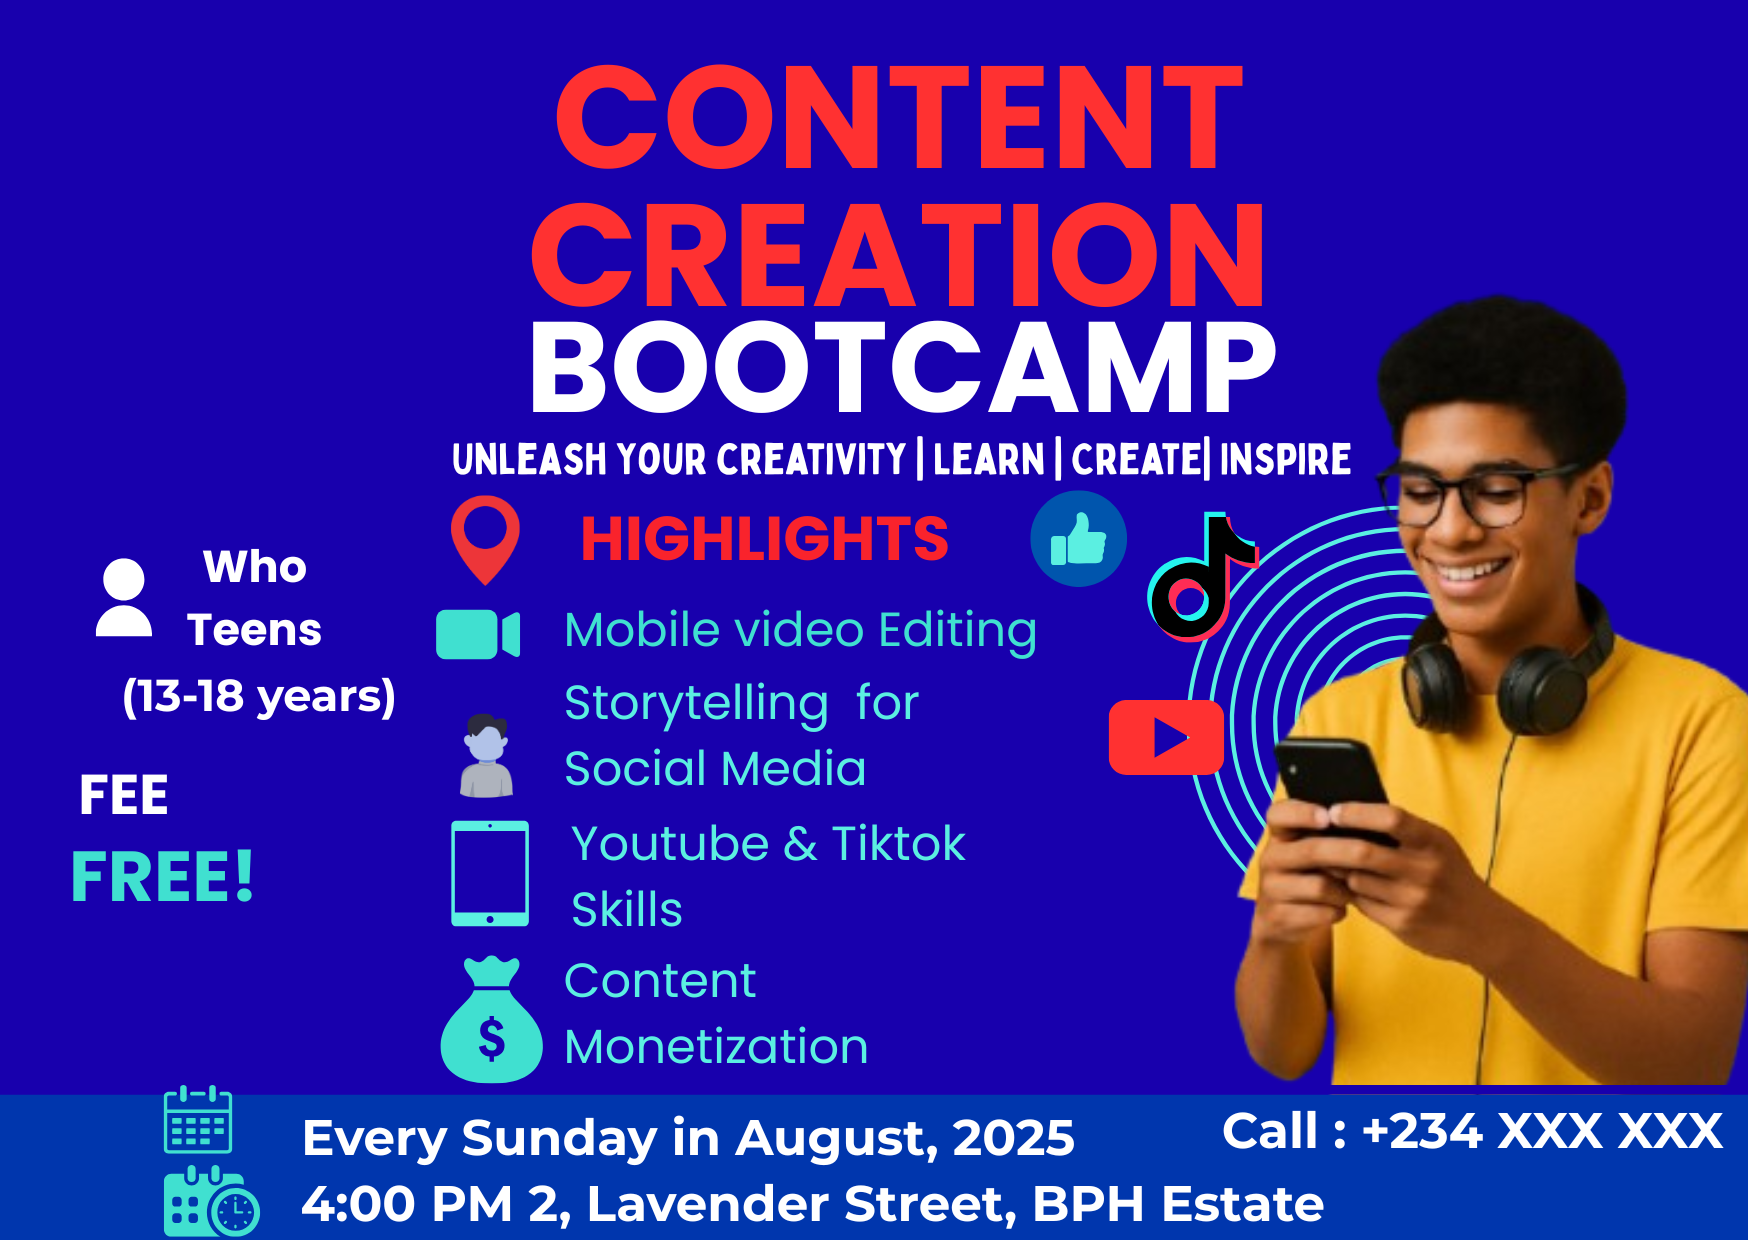 CONTENT
CREATION
BOOTCAMP
UNLEASH YOUR CREATIVITY | LEARN | CREATE| INSPIRE
Who
Teens
(13-18 years)
FEE
FREE!
HIGHLIGHTS
Mobile video Editing
Storytelling for
Social Media
Youtube & Tiktok
Skills
$
Content
Monetization
Every Sunday in August, 2025
4:00 PM 2, Lavender Street, BPH Estate
Call : +234 XXX XXX